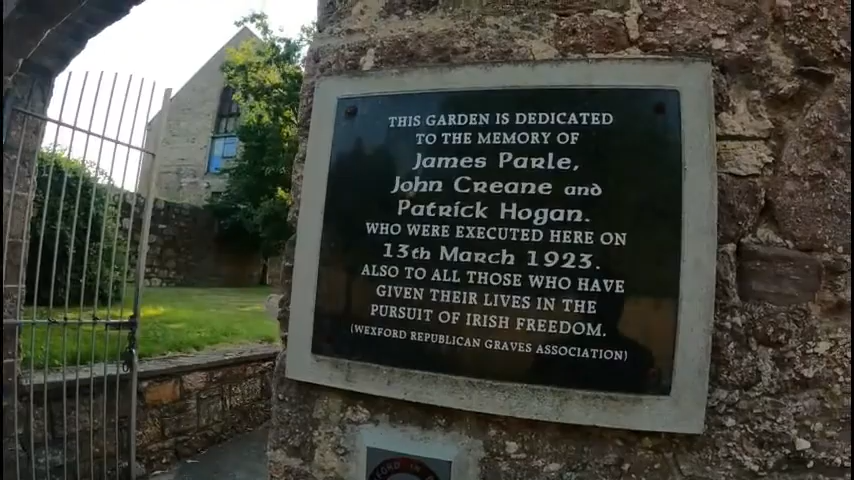 THIS GARDEN IS DEDICATED
TO THE MEMORY OF
James Parle,
John Creane and
Patrick Hogan.
WHO WERE EXECUTED HERE ON
13th March 1923.
ALSO TO ALL THOSE WHO HAVE
GIVEN THEIR LIVES IN THE
PURSUIT OF IRISH FREEDOM.
(WEXFORD REPUBLICAN GRAVES ASSOCIATION)